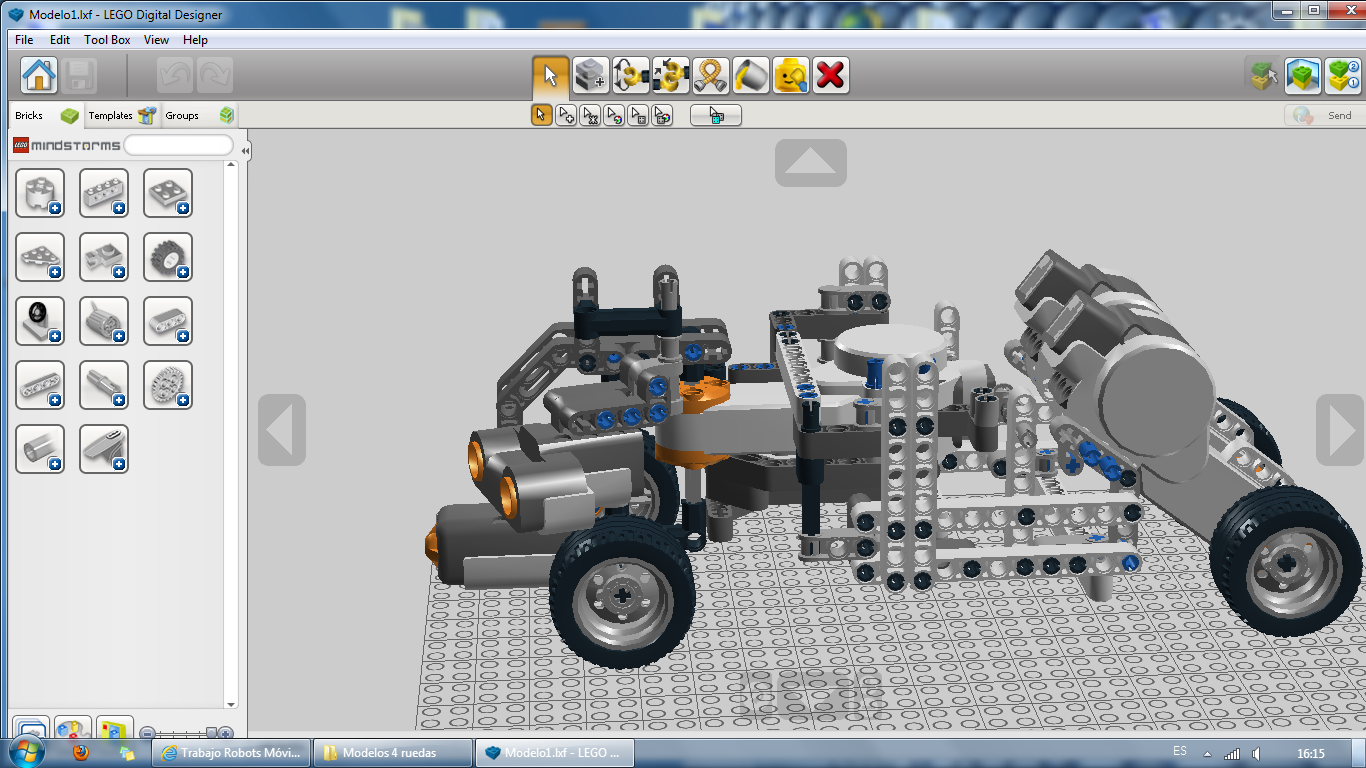 Modelo1.lxf - LEGO Digital Designer
File Edit Tool Box View Help
Bricks Templates Groups
Send
LEGO mindstorms
Trabajo Robots Móvi...
Modelos 4 ruedas
Modelo1.lxf - LEGO ...
ES
16:15